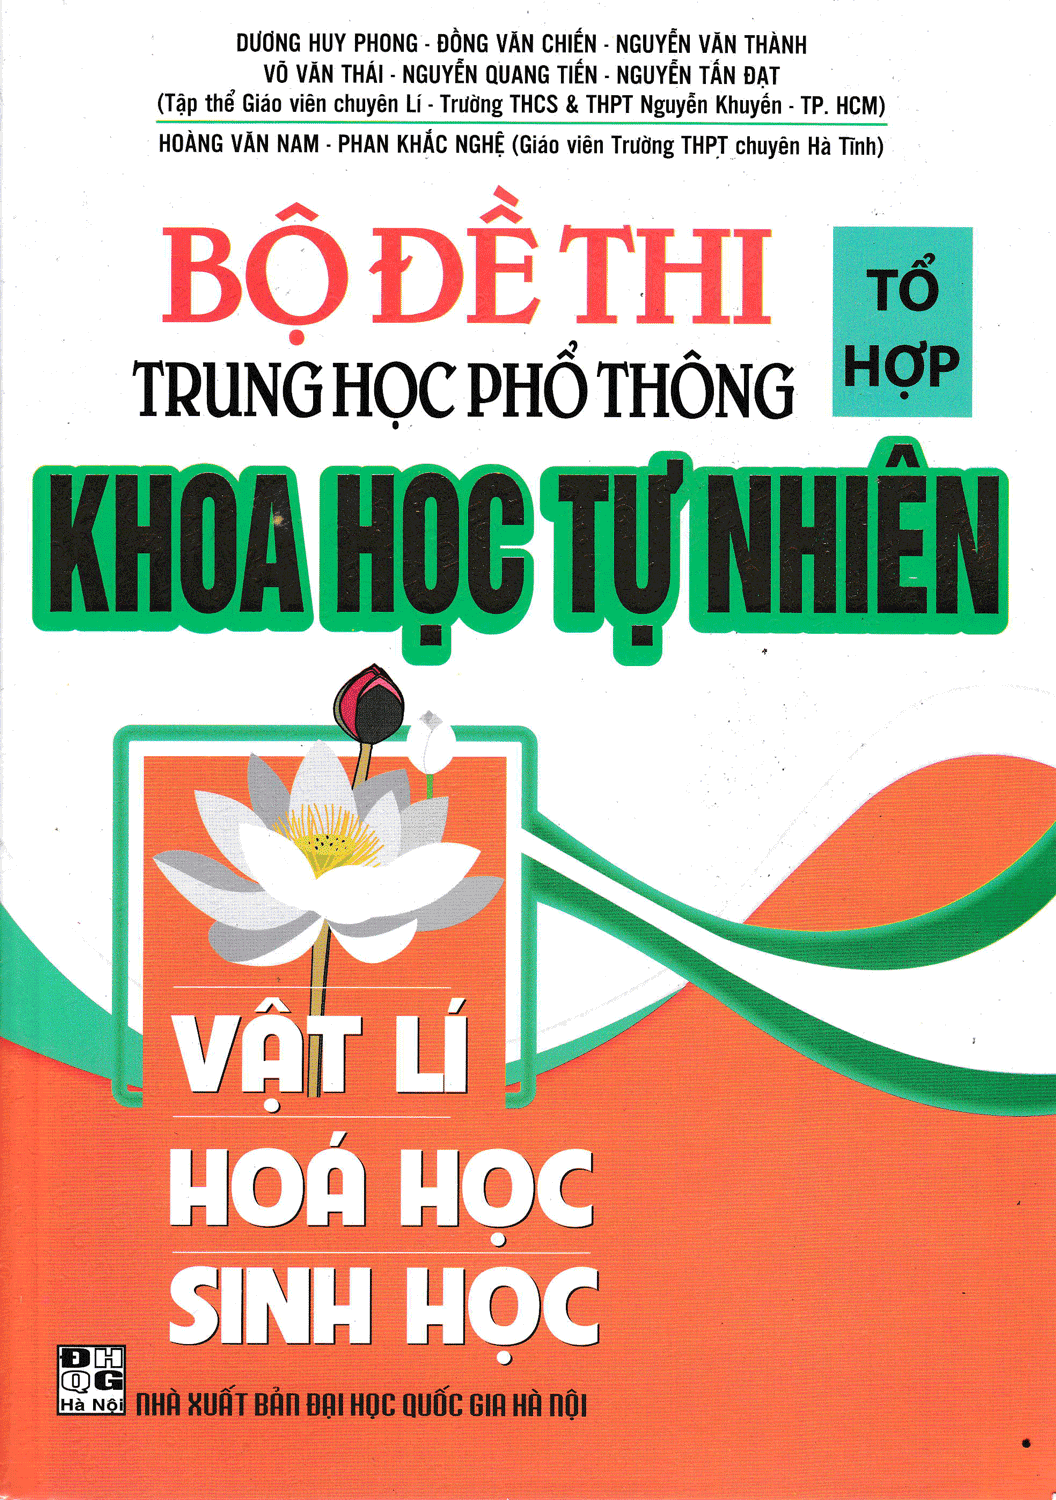 DƯƠNG HUY PHONG - ĐỒNG VĂN CHIẾN - NGUYỄN VĂN THÀNH
VÕ VĂN THÁI - NGUYỄN QUANG TIẾN - NGUYỄN TẤN ĐẠT
(Tập thể Giáo viên chuyên Lí - Trường THCS & THPT Nguyễn Khuyến - TP. HCM)
HOÀNG VĂN NAM - PHAN KHẮC NGHỆ (Giáo viên Trường THPT chuyên Hà Tĩnh)
BỘ ĐỀ THI
TRUNG HỌC PHỔ THÔNG
TỔ
HỢP
KHOA HỌC TỰ NHIÊN
VẬT LÍ
HOÁ HỌC
SINH HỌC
ĐH
QG
Hà Nội
NHÀ XUẤT BẢN ĐẠI HỌC QUỐC GIA HÀ NỘI